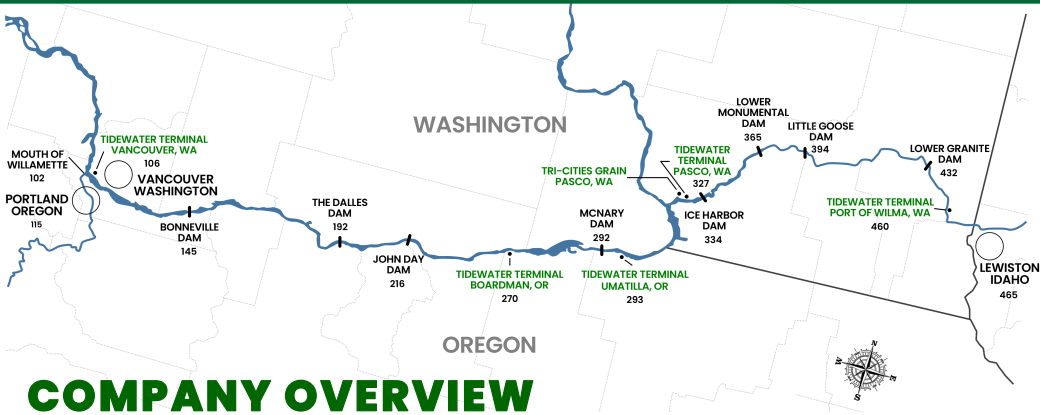 WASHINGTON
OREGON
TIDEWATER TERMINAL
VANCOUVER, WA
106
MOUTH OF
WILLAMETTE
102
VANCOUVER
WASHINGTON
PORTLAND
OREGON
115
BONNEVILLE
DAM
145
THE DALLES
DAM
192
JOHN DAY
DAM
216
TIDEWATER TERMINAL
BOARDMAN, OR
270
MCNARY
DAM
292
TIDEWATER TERMINAL
UMATILLA, OR
293
TRI-CITIES GRAIN
PASCO, WA
TIDEWATER
TERMINAL
PASCO, WA
327
ICE HARBOR
DAM
334
LOWER
MONUMENTAL
DAM
365
LITTLE GOOSE
DAM
394
LOWER GRANITE
DAM
432
TIDEWATER TERMINAL
PORT OF WILMA, WA
460
LEWISTON
IDAHO
465
N
W
E
S
COMPANY OVERVIEW